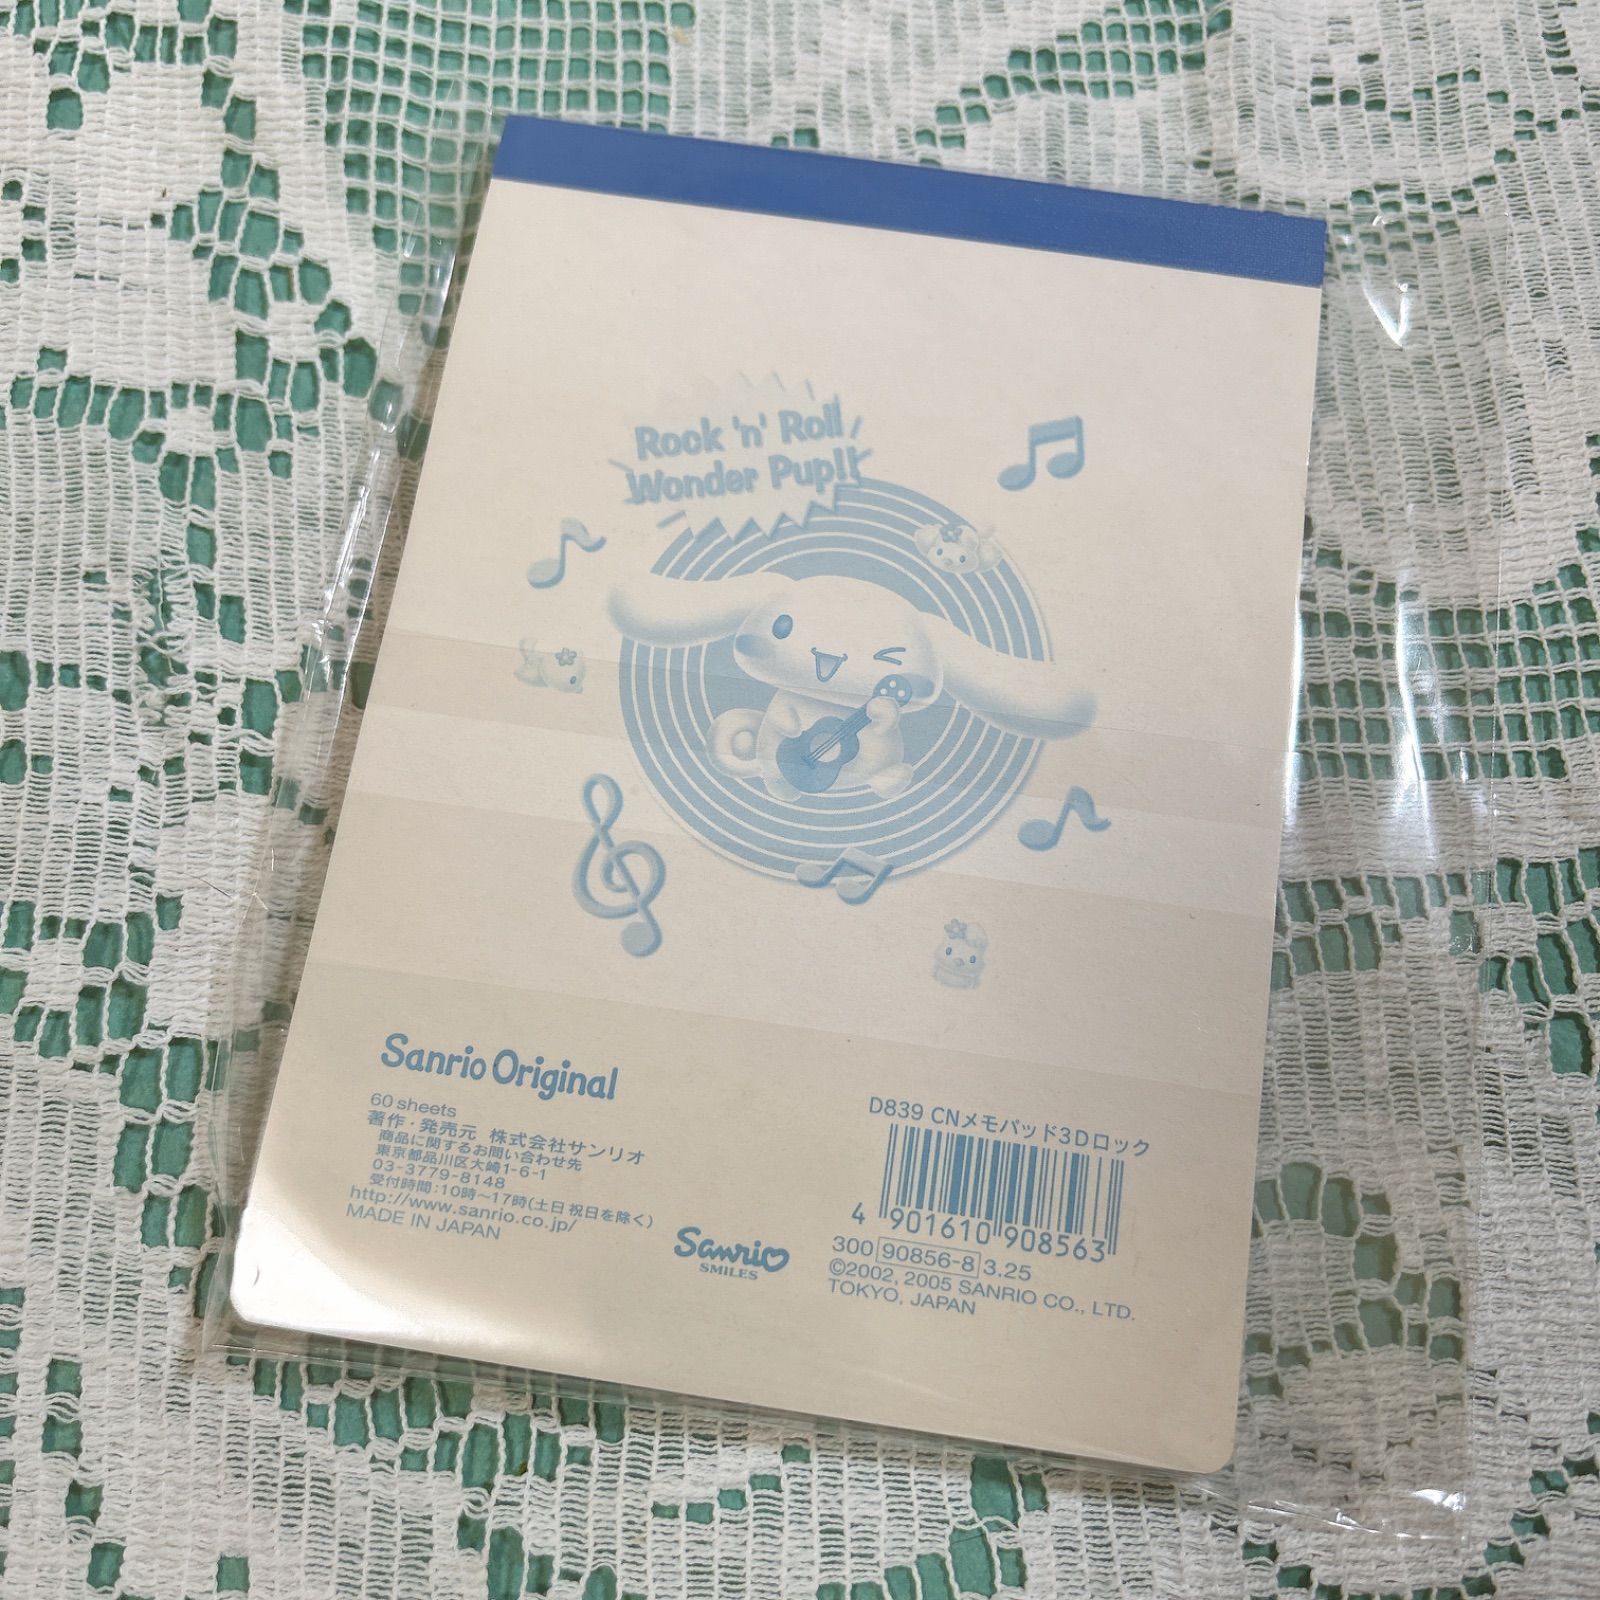 Rock 'n' Roll
Wonder Pup!!
Sanrio Original
60 sheets
著作・発売元 株式会社サンリオ
商品に関するお問い合わせ先
東京都品川区大崎1-6-1
03-3779-8148
受付時間:10時〜17時(土日祝日を除く)
http://www.sanrio.co.jp/
MADE IN JAPAN
Sanrio
SMILES
D839 CNメモパッド3Dロック
4 901610 908563
300 90856-8 3.25
©2002, 2005 SANRIO CO., LTD.
TOKYO, JAPAN